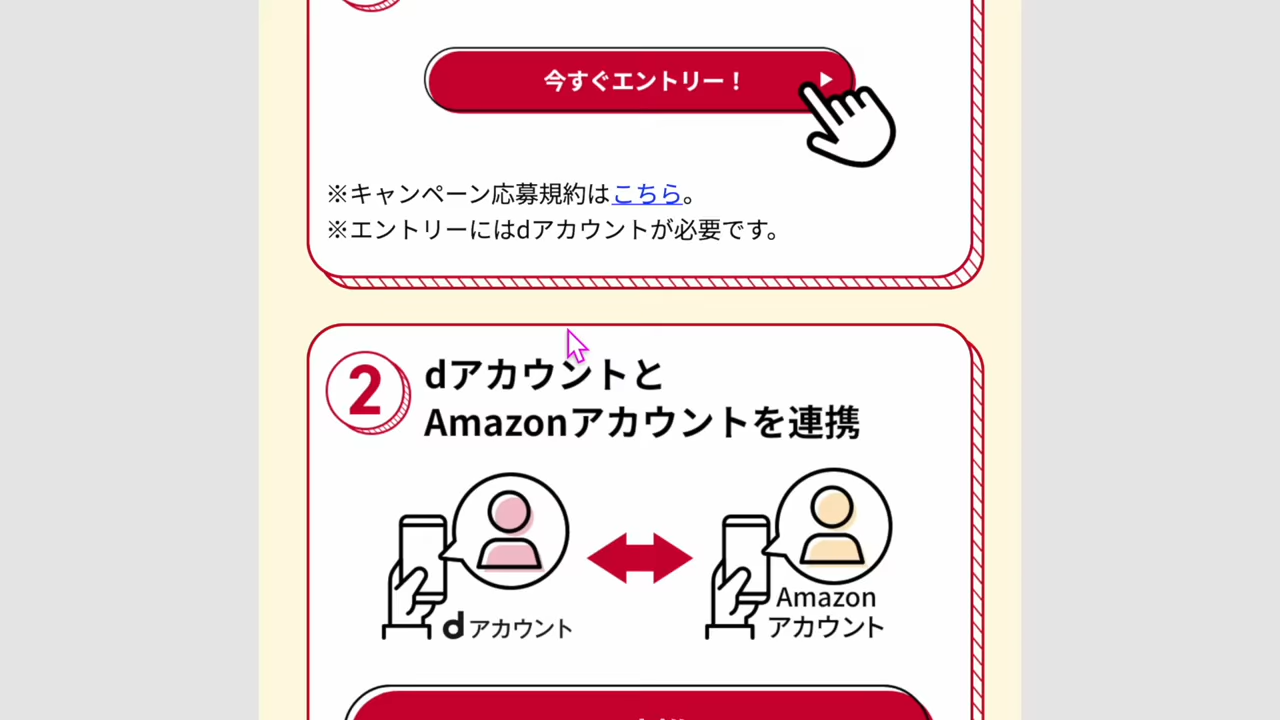 今すぐエントリー！
※キャンペーン応募規約はこちら。
※エントリーにはdアカウントが必要です。
2
dアカウントと
Amazonアカウントを連携
dアカウント
Amazon
アカウント